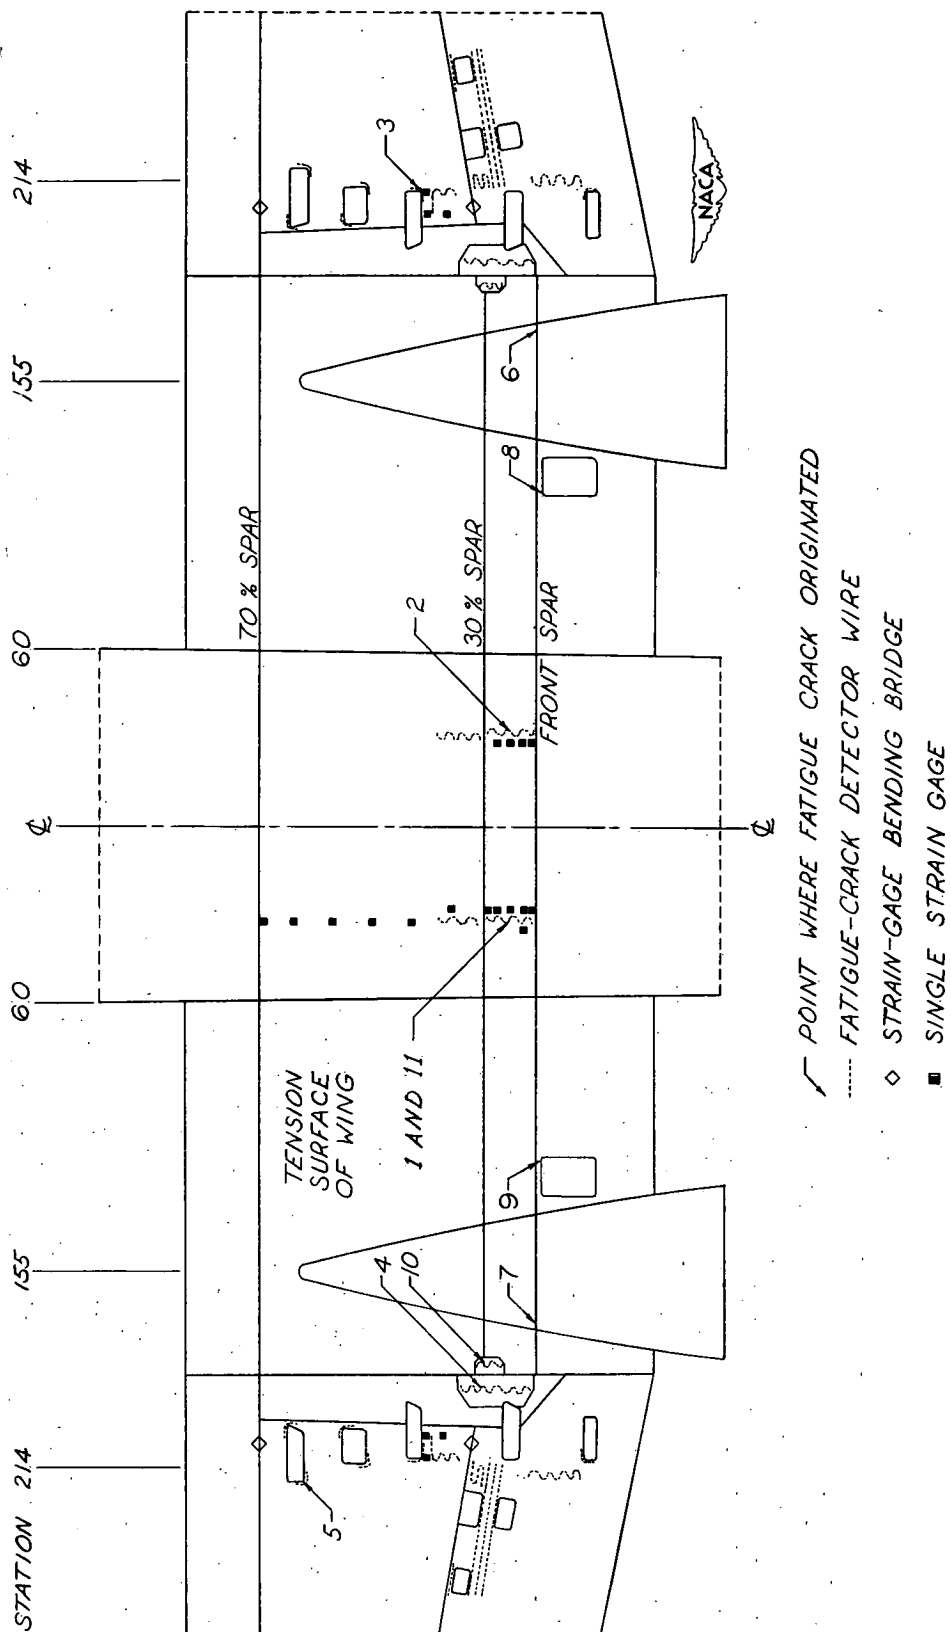 STATION 214
155
60
℄
60
155
214
70 % SPAR
30 % SPAR
FRONT SPAR
TENSION
SURFACE
OF WING
1 AND 11
2
3
4
10
5
6
7
8
9
℄
NACA
POINT WHERE FATIGUE CRACK ORIGINATED
FATIGUE-CRACK DETECTOR WIRE
STRAIN-GAGE BENDING BRIDGE
SINGLE STRAIN GAGE